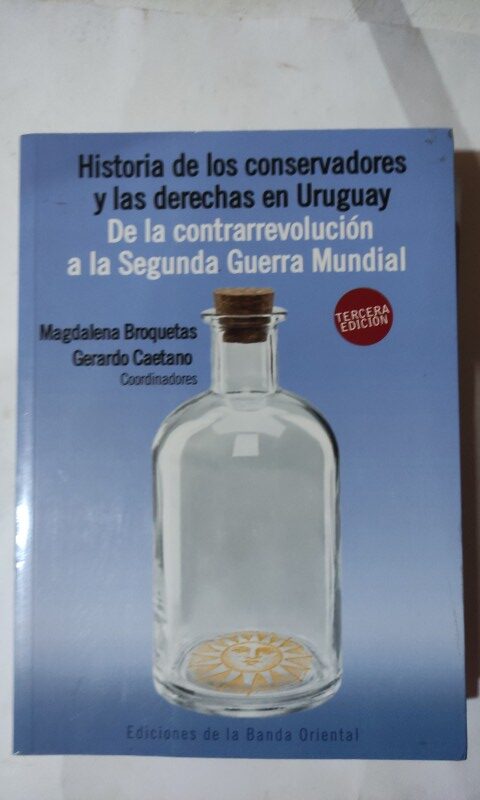 Historia de los conservadores
y las derechas en Uruguay
De la contrarrevolución
a la Segunda Guerra Mundial
TERCERA
EDICIÓN
Magdalena Broquetas
Gerardo Caetano
Coordinadores
Ediciones de la Banda Oriental